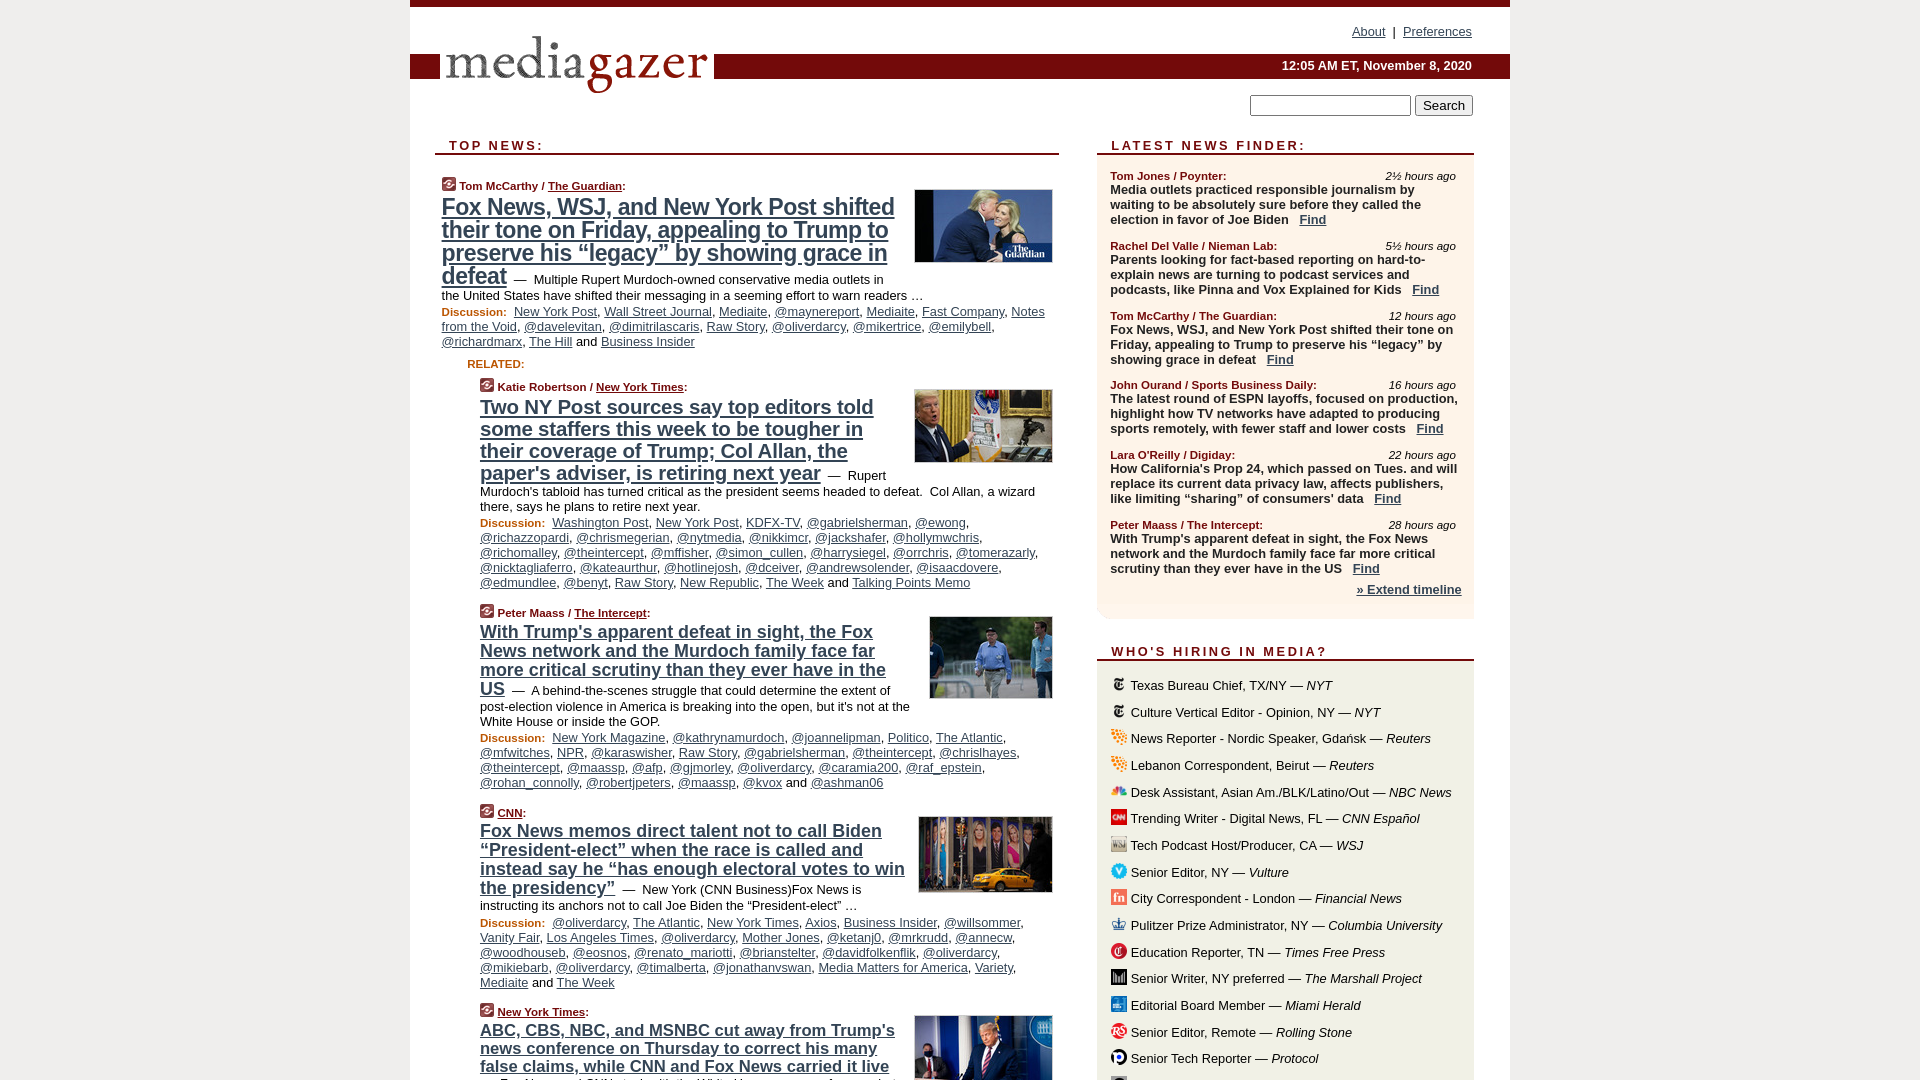 About | Preferences
mediagazer
12:05 AM ET, November 8, 2020
Search
TOP NEWS:
Tom McCarthy / The Guardian:
Fox News, WSJ, and New York Post shifted
their tone on Friday, appealing to Trump to
preserve his “legacy” by showing grace in
defeat — Multiple Rupert Murdoch-owned conservative media outlets in
the United States have shifted their messaging in a seeming effort to warn readers …
The Guardian
Discussion: New York Post, Wall Street Journal, Mediaite, @maynereport, Mediaite, Fast Company, Notes
from the Void, @davelevitan, @dimitrilascaris, Raw Story, @oliverdarcy, @mikertrice, @emilybell,
@richardmarx, The Hill and Business Insider
RELATED:
Katie Robertson / New York Times:
Two NY Post sources say top editors told
some staffers this week to be tougher in
their coverage of Trump; Col Allan, the
paper's adviser, is retiring next year — Rupert
Murdoch's tabloid has turned critical as the president seems headed to defeat. Col Allan, a wizard
there, says he plans to retire next year.
Discussion: Washington Post, New York Post, KDFX-TV, @gabrielsherman, @ewong,
@richazzopardi, @chrismegerian, @nytmedia, @nikkimcr, @jackshafer, @hollymwchris,
@richomalley, @theintercept, @mffisher, @simon_cullen, @harrysiegel, @orrchris, @tomerazarly,
@nicktagliaferro, @kateaurthur, @hotlinejosh, @dceiver, @andrewsolender, @isaacdovere,
@edmundlee, @benyt, Raw Story, New Republic, The Week and Talking Points Memo
Peter Maass / The Intercept:
With Trump's apparent defeat in sight, the Fox
News network and the Murdoch family face far
more critical scrutiny than they ever have in the
US — A behind-the-scenes struggle that could determine the extent of
post-election violence in America is breaking into the open, but it's not at the
White House or inside the GOP.
Discussion: New York Magazine, @kathrynamurdoch, @joannelipman, Politico, The Atlantic,
@mfwitches, NPR, @karaswisher, Raw Story, @gabrielsherman, @theintercept, @chrislhayes,
@theintercept, @maassp, @afp, @gjmorley, @oliverdarcy, @caramia200, @raf_epstein,
@rohan_connolly, @robertjpeters, @maassp, @kvox and @ashman06
CNN:
Fox News memos direct talent not to call Biden
“President-elect” when the race is called and
instead say he “has enough electoral votes to win
the presidency” — New York (CNN Business)Fox News is
instructing its anchors not to call Joe Biden the “President-elect” …
Discussion: @oliverdarcy, The Atlantic, New York Times, Axios, Business Insider, @willsommer,
Vanity Fair, Los Angeles Times, @oliverdarcy, Mother Jones, @ketanj0, @mrkrudd, @annecw,
@woodhouseb, @eosnos, @renato_mariotti, @brianstelter, @davidfolkenflik, @oliverdarcy,
@mikiebarb, @oliverdarcy, @timalberta, @jonathanvswan, Media Matters for America, Variety,
Mediaite and The Week
New York Times:
ABC, CBS, NBC, and MSNBC cut away from Trump's
news conference on Thursday to correct his many
false claims, while CNN and Fox News carried it live
LATEST NEWS FINDER:
Tom Jones / Poynter: 2½ hours ago
Media outlets practiced responsible journalism by
waiting to be absolutely sure before they called the
election in favor of Joe Biden Find
Rachel Del Valle / Nieman Lab: 5½ hours ago
Parents looking for fact-based reporting on hard-to-
explain news are turning to podcast services and
podcasts, like Pinna and Vox Explained for Kids Find
Tom McCarthy / The Guardian: 12 hours ago
Fox News, WSJ, and New York Post shifted their tone on
Friday, appealing to Trump to preserve his “legacy” by
showing grace in defeat Find
John Ourand / Sports Business Daily: 16 hours ago
The latest round of ESPN layoffs, focused on production,
highlight how TV networks have adapted to producing
sports remotely, with fewer staff and lower costs Find
Lara O'Reilly / Digiday: 22 hours ago
How California's Prop 24, which passed on Tues. and will
replace its current data privacy law, affects publishers,
like limiting “sharing” of consumers' data Find
Peter Maass / The Intercept: 28 hours ago
With Trump's apparent defeat in sight, the Fox News
network and the Murdoch family face far more critical
scrutiny than they ever have in the US Find
» Extend timeline
WHO'S HIRING IN MEDIA?
Texas Bureau Chief, TX/NY — NYT
Culture Vertical Editor - Opinion, NY — NYT
News Reporter - Nordic Speaker, Gdańsk — Reuters
Lebanon Correspondent, Beirut — Reuters
Desk Assistant, Asian Am./BLK/Latino/Out — NBC News
Trending Writer - Digital News, FL — CNN Español
Tech Podcast Host/Producer, CA — WSJ
Senior Editor, NY — Vulture
City Correspondent - London — Financial News
Pulitzer Prize Administrator, NY — Columbia University
Education Reporter, TN — Times Free Press
Senior Writer, NY preferred — The Marshall Project
Editorial Board Member — Miami Herald
Senior Editor, Remote — Rolling Stone
Senior Tech Reporter — Protocol